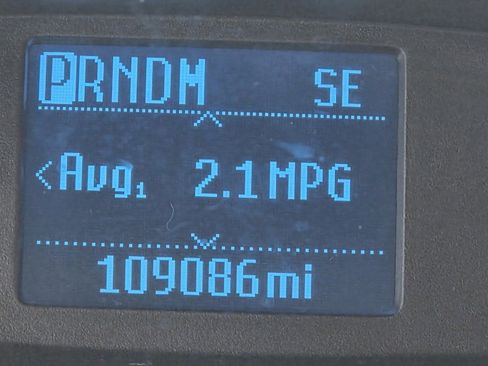 PRNDM SE
<Avg1 2.1MPG
109086mi